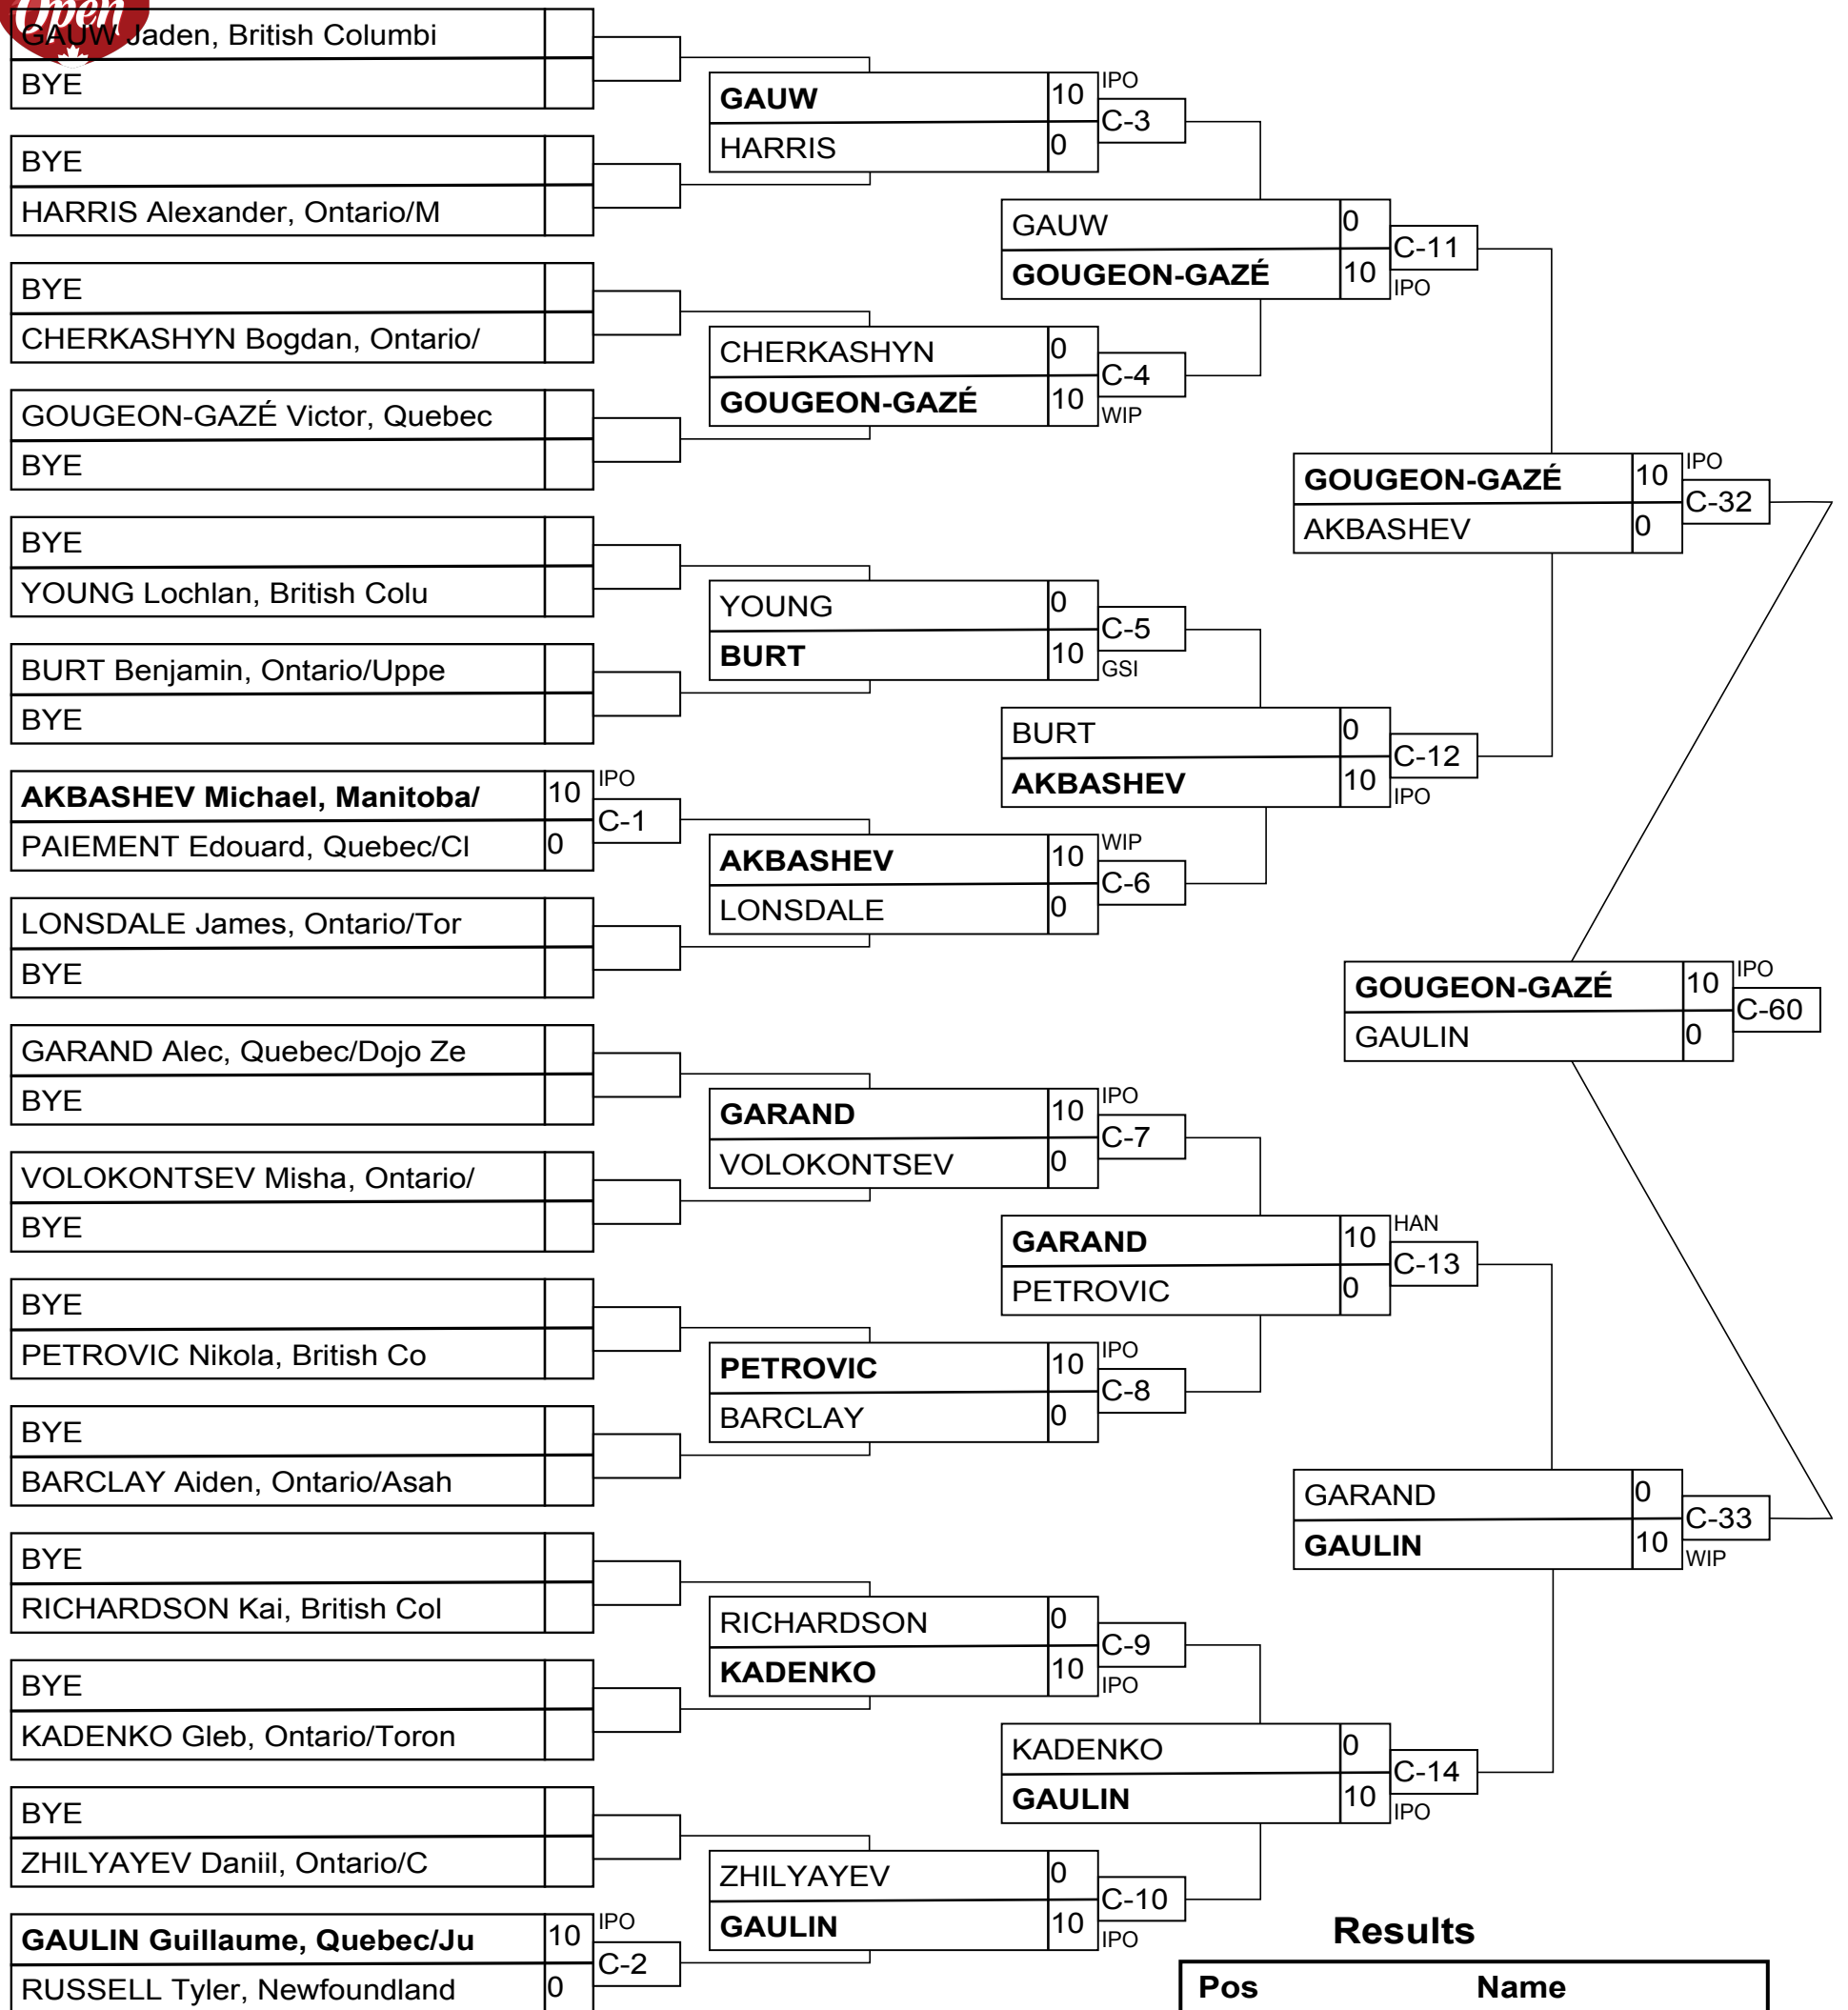 Open
GAUW Jaden, British Columbi
BYE
BYE
HARRIS Alexander, Ontario/M
BYE
CHERKASHYN Bogdan, Ontario/
GOUGEON-GAZÉ Victor, Quebec
BYE
BYE
YOUNG Lochlan, British Colu
BURT Benjamin, Ontario/Uppe
BYE
AKBASHEV Michael, Manitoba/ 10 IPO
C-1
PAIEMENT Edouard, Quebec/Cl 0
LONSDALE James, Ontario/Tor
BYE
GARAND Alec, Quebec/Dojo Ze
BYE
VOLOKONTSEV Misha, Ontario/
BYE
BYE
PETROVIC Nikola, British Co
BYE
BARCLAY Aiden, Ontario/Asah
BYE
RICHARDSON Kai, British Col
BYE
KADENKO Gleb, Ontario/Toron
BYE
ZHILYAYEV Daniil, Ontario/C
GAULIN Guillaume, Quebec/Ju 10 IPO
C-2
RUSSELL Tyler, Newfoundland 0
GAUW 10 IPO
C-3
HARRIS 0
CHERKASHYN 0
C-4
GOUGEON-GAZÉ 10 WIP
YOUNG 0
C-5
BURT 10 GSI
AKBASHEV 10 WIP
C-6
LONSDALE 0
GARAND 10 IPO
C-7
VOLOKONTSEV 0
PETROVIC 10 IPO
C-8
BARCLAY 0
RICHARDSON 0
C-9
KADENKO 10 IPO
ZHILYAYEV 0
C-10
GAULIN 10 IPO
GAUW 0
C-11
GOUGEON-GAZÉ 10 IPO
BURT 0
C-12
AKBASHEV 10 IPO
GARAND 10 HAN
C-13
PETROVIC 0
KADENKO 0
C-14
GAULIN 10 IPO
GOUGEON-GAZÉ 10 IPO
C-32
AKBASHEV 0
GARAND 0
C-33
GAULIN 10 WIP
GOUGEON-GAZÉ 10 IPO
C-60
GAULIN 0
Results
Pos Name